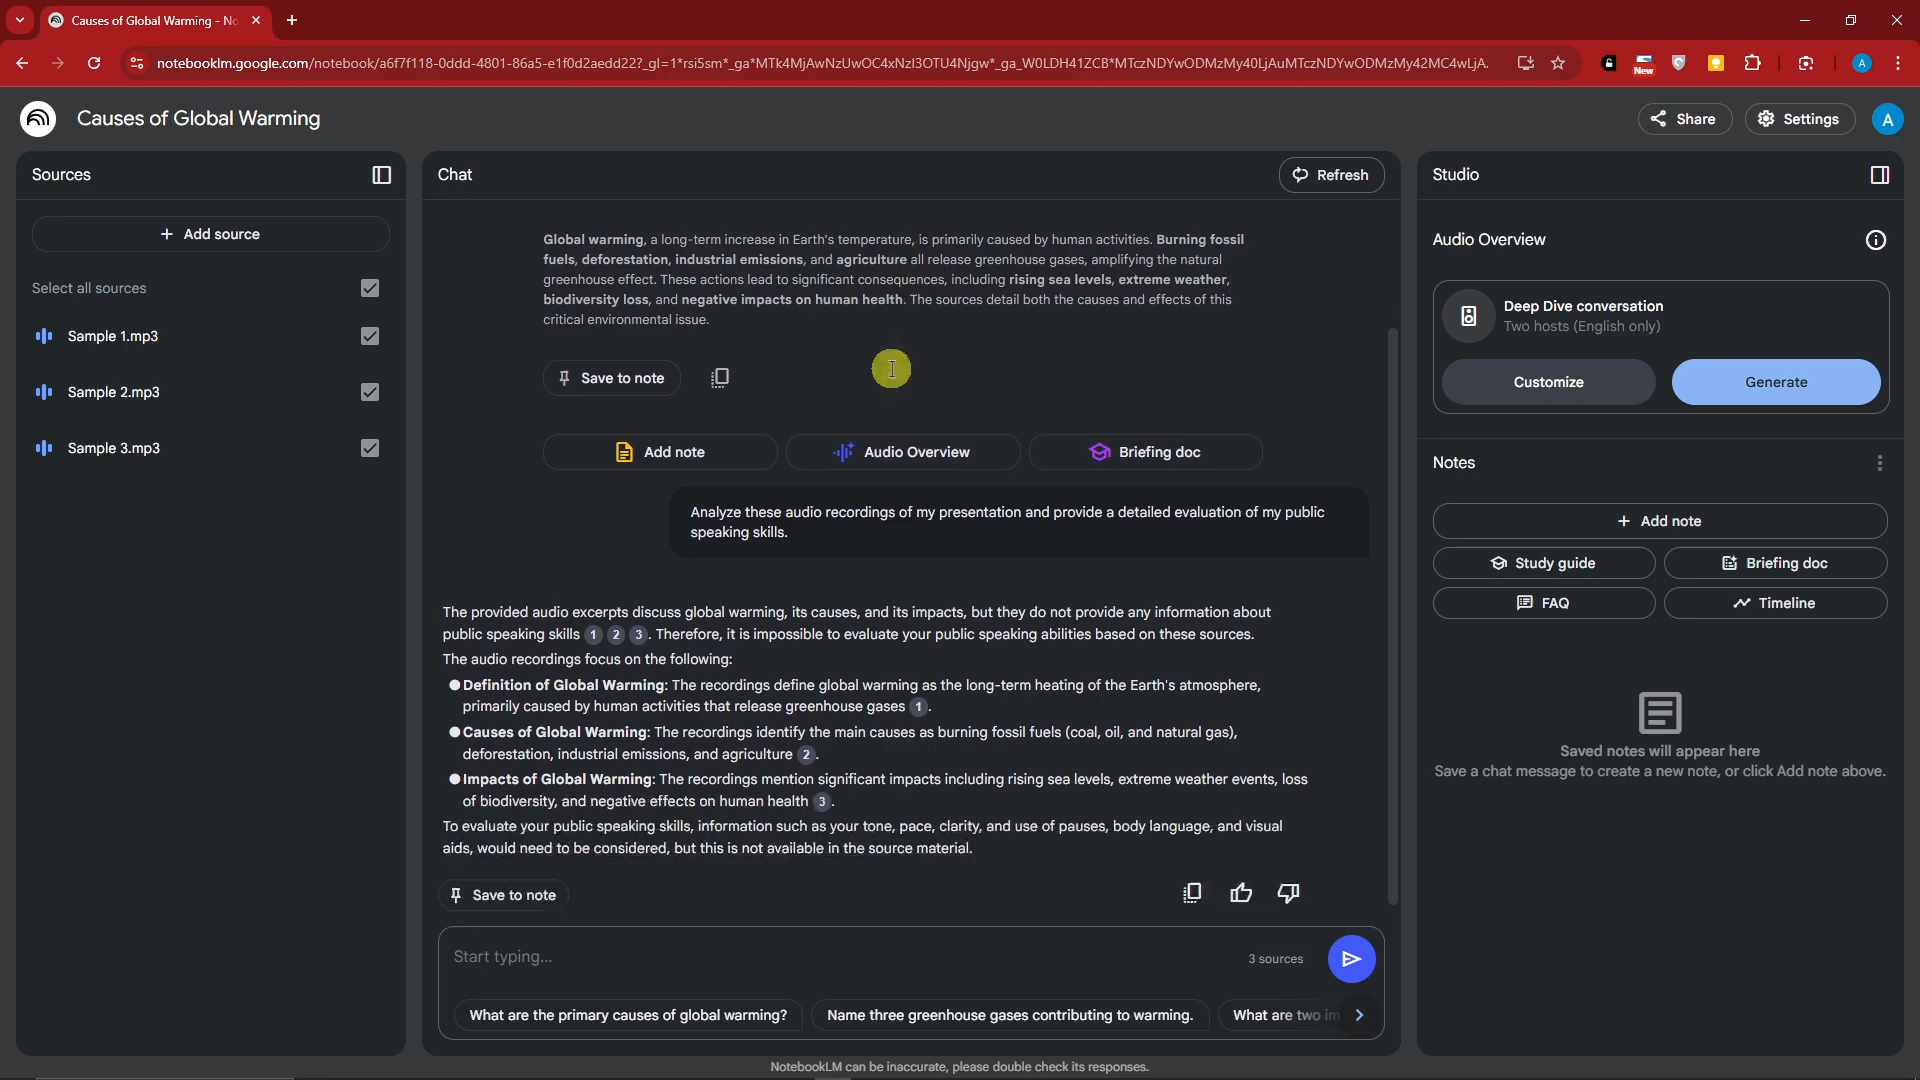 Causes of Global Warming - No
notebooklm.google.com/notebook/a6f7f118-0ddd-4801-86a5-e1f0d2aedd22?_gl=1*rsi5sm*_ga*MTk4MjAwNzUwOC4xNzI3OTU4Njgw*_ga_W0LDH41ZCB*MTczNDYwODMzMy40LjAuMTczNDYwODMzMy42MC4wLjA.
New
A
Causes of Global Warming
Share
Settings
A
Sources
Add source
Select all sources
Sample 1.mp3
Sample 2.mp3
Sample 3.mp3
Chat
Refresh
Global warming, a long-term increase in Earth's temperature, is primarily caused by human activities. Burning fossil
fuels, deforestation, industrial emissions, and agriculture all release greenhouse gases, amplifying the natural
greenhouse effect. These actions lead to significant consequences, including rising sea levels, extreme weather,
biodiversity loss, and negative impacts on human health. The sources detail both the causes and effects of this
critical environmental issue.
Save to note
Add note
Audio Overview
Briefing doc
Analyze these audio recordings of my presentation and provide a detailed evaluation of my public
speaking skills.
The provided audio excerpts discuss global warming, its causes, and its impacts, but they do not provide any information about
public speaking skills 1 2 3. Therefore, it is impossible to evaluate your public speaking abilities based on these sources.
The audio recordings focus on the following:
● Definition of Global Warming: The recordings define global warming as the long-term heating of the Earth's atmosphere,
primarily caused by human activities that release greenhouse gases 1.
● Causes of Global Warming: The recordings identify the main causes as burning fossil fuels (coal, oil, and natural gas),
deforestation, industrial emissions, and agriculture 2.
● Impacts of Global Warming: The recordings mention significant impacts including rising sea levels, extreme weather events, loss
of biodiversity, and negative effects on human health 3.
To evaluate your public speaking skills, information such as your tone, pace, clarity, and use of pauses, body language, and visual
aids, would need to be considered, but this is not available in the source material.
Save to note
Start typing...
3 sources
What are the primary causes of global warming?
Name three greenhouse gases contributing to warming.
What are two im
NotebookLM can be inaccurate, please double check its responses.
Studio
Audio Overview
Deep Dive conversation
Two hosts (English only)
Customize
Generate
Notes
Add note
Study guide
Briefing doc
FAQ
Timeline
Saved notes will appear here
Save a chat message to create a new note, or click Add note above.